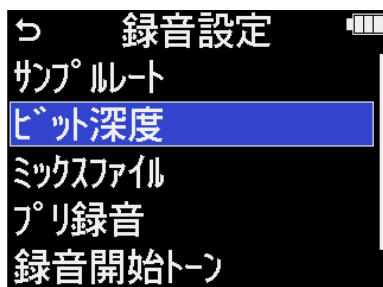 録音設定
サンプルレート
ビット深度
ミックスファイル
プリ録音
録音開始トーン